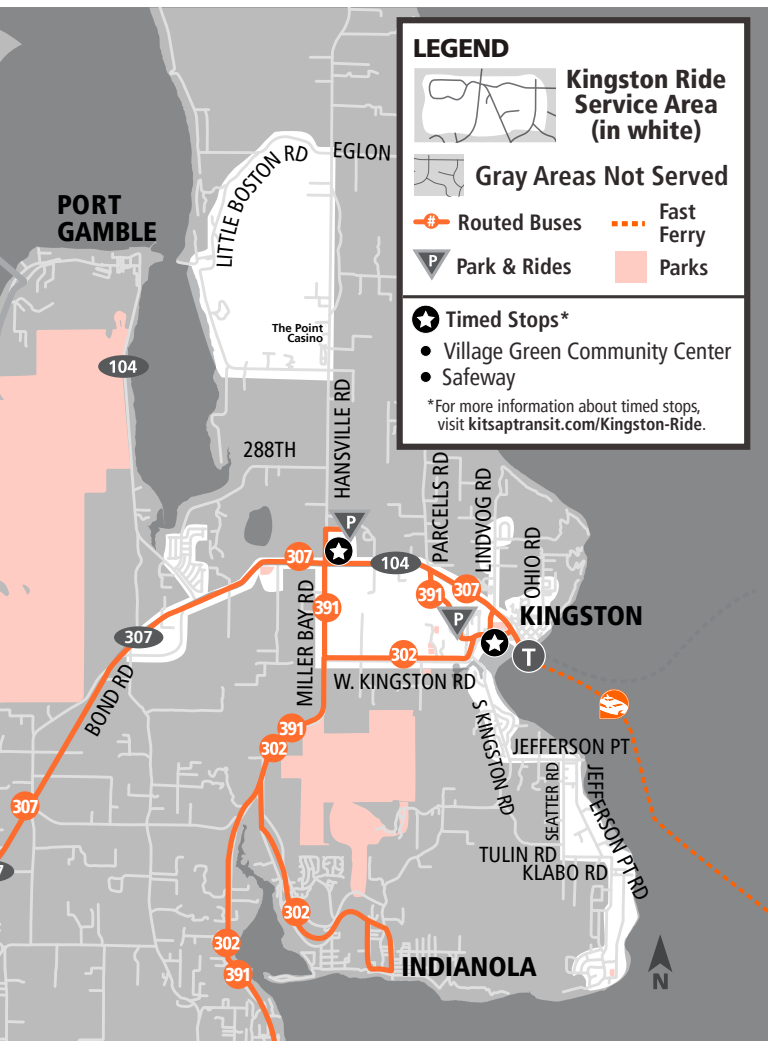 LEGEND
Kingston Ride
Service Area
(in white)
Gray Areas Not Served
# Routed Buses
Fast
Ferry
P Park & Rides
Parks
Timed Stops*
• Village Green Community Center
• Safeway
*For more information about timed stops,
visit kitsaptransit.com/Kingston-Ride.
EGLON
LITTLE BOSTON RD
PORT
GAMBLE
The Point
Casino
104
HANSVILLE RD
288TH
PARCELLS RD
LINDVOG RD
P
OHIO RD
307
104
391
391
307
MILLER BAY RD
P
KINGSTON
307
302
T
W. KINGSTON RD
BOND RD
S KINGSTON RD
391
302
JEFFERSON PT
SEATTER RD
JEFFERSON PT RD
307
TULIN RD
KLABO RD
7
302
302
391
INDIANOLA
N